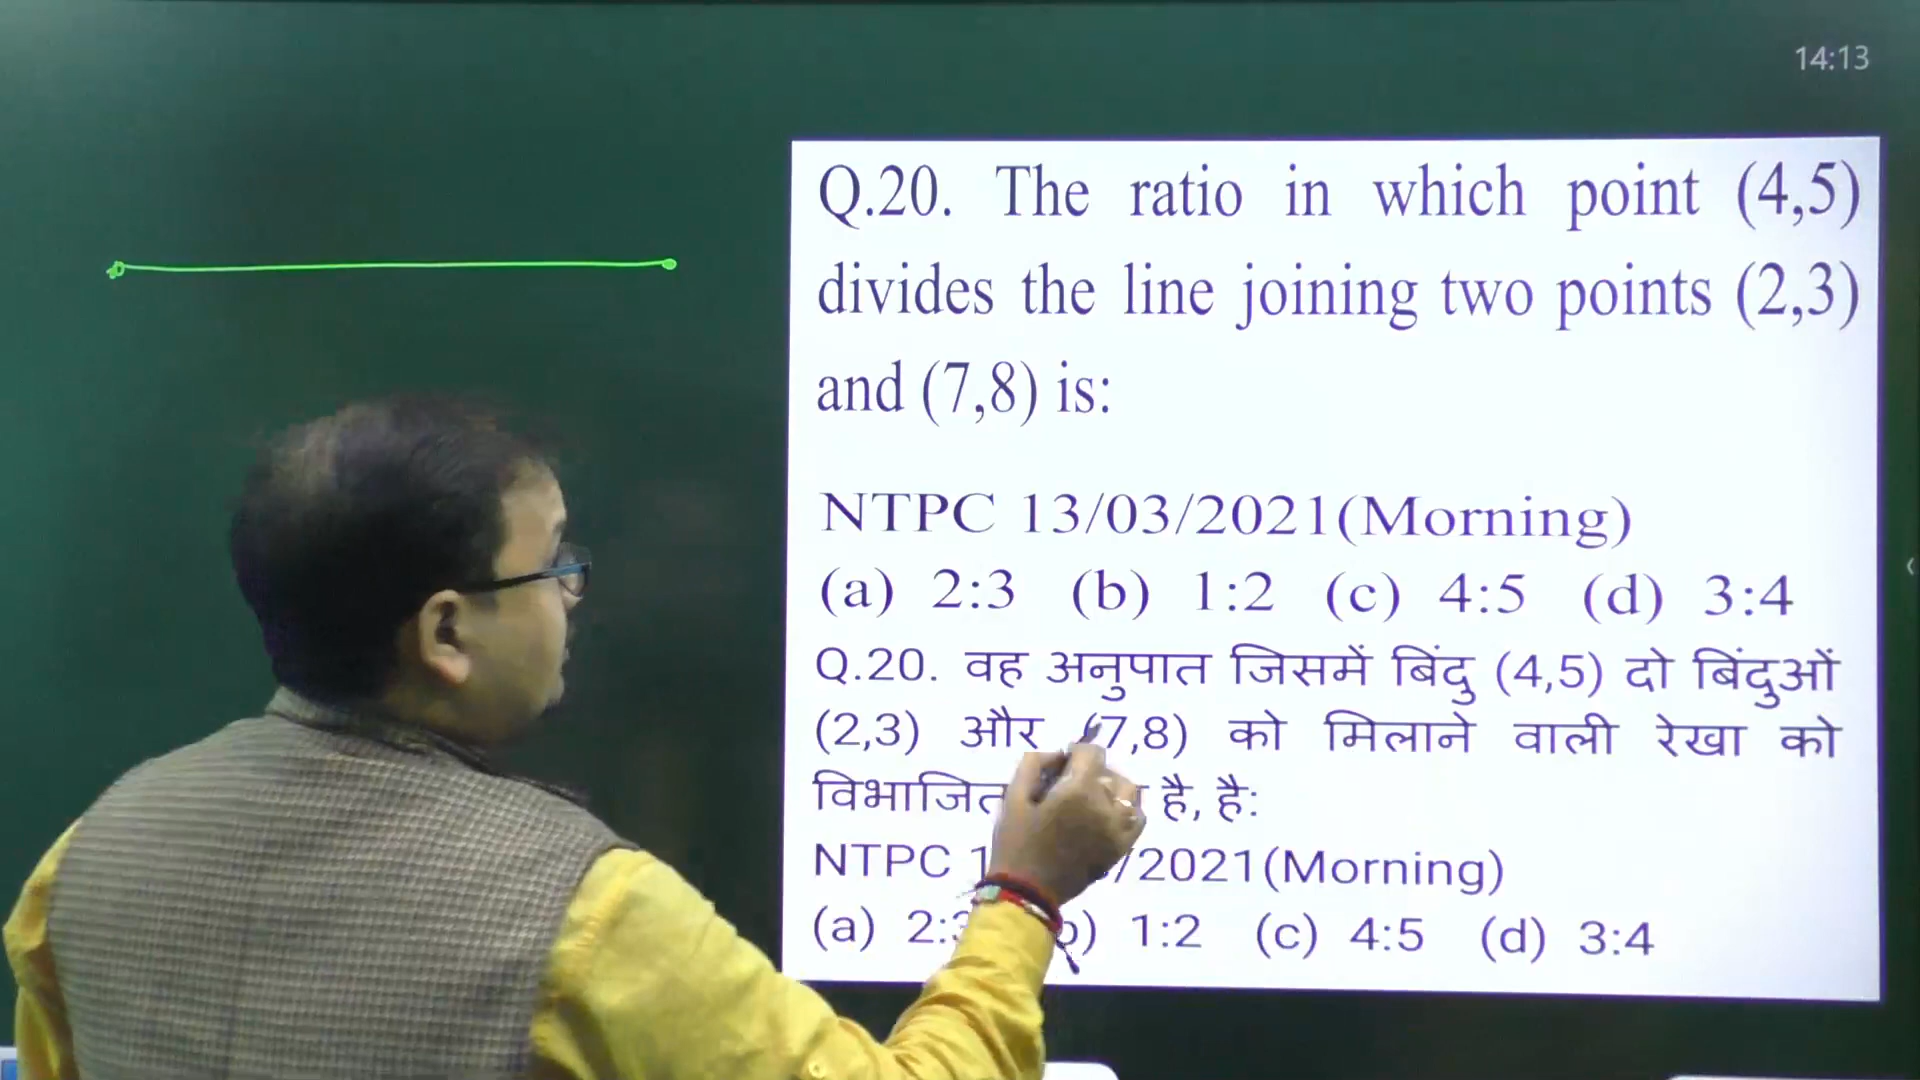 14:13
Q.20. The ratio in which point (4,5)
divides the line joining two points (2,3)
and (7,8) is:
NTPC 13/03/2021(Morning)
(a) 2:3 (b) 1:2 (c) 4:5 (d) 3:4
Q.20. वह अनुपात जिसमें बिंदु (4,5) दो बिंदुओं
(2,3) और (7,8) को मिलाने वाली रेखा को
विभाजित है, है:
NTPC /2021(Morning)
(a) 1:2 (c) 4:5 (d) 3:4